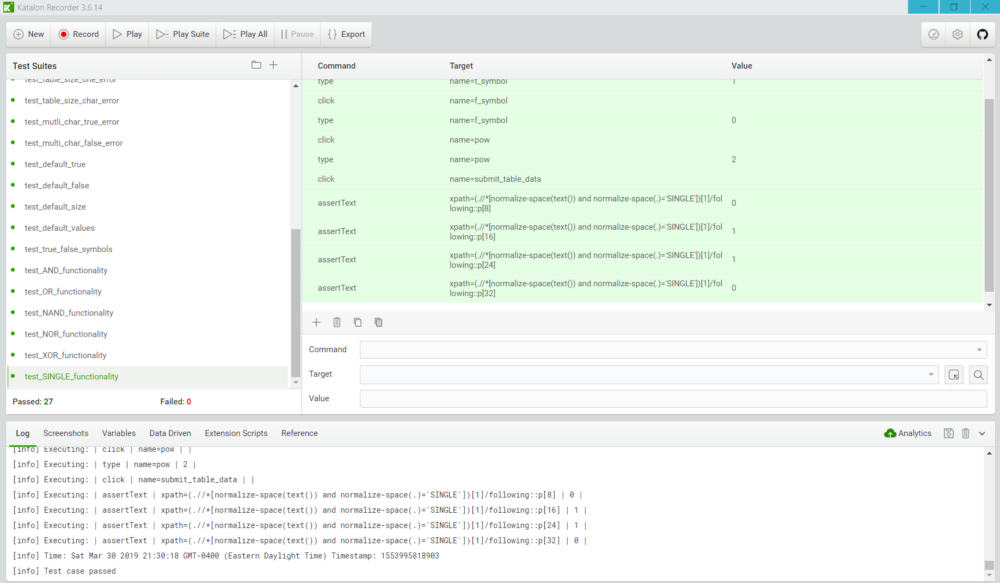 Katalon Recorder 3.6.14
New Record Play Play Suite Play All Pause Export
Test Suites
test_table_size_one_error
test_table_size_char_error
test_mutli_char_true_error
test_multi_char_false_error
test_default_true
test_default_false
test_default_size
test_default_values
test_true_false_symbols
test_AND_functionality
test_OR_functionality
test_NAND_functionality
test_NOR_functionality
test_XOR_functionality
test_SINGLE_functionality
Passed: 27 Failed: 0
Command Target Value
type name=t_symbol 1
click name=f_symbol
type name=f_symbol 0
click name=pow
type name=pow 2
click name=submit_table_data
assertText xpath=(.//*[normalize-space(text()) and normalize-space(.)='SINGLE'])[1]/fol 0
lowing::p[8]
assertText xpath=(.//*[normalize-space(text()) and normalize-space(.)='SINGLE'])[1]/fol 1
lowing::p[16]
assertText xpath=(.//*[normalize-space(text()) and normalize-space(.)='SINGLE'])[1]/fol 1
lowing::p[24]
assertText xpath=(.//*[normalize-space(text()) and normalize-space(.)='SINGLE'])[1]/fol 0
lowing::p[32]
Command
Target
Value
Log Screenshots Variables Data Driven Extension Scripts Reference Analytics
[info] Executing: | click | name=pow | |
[info] Executing: | type | name=pow | 2 |
[info] Executing: | click | name=submit_table_data | |
[info] Executing: | assertText | xpath=(.//*[normalize-space(text()) and normalize-space(.)='SINGLE'])[1]/following::p[8] | 0 |
[info] Executing: | assertText | xpath=(.//*[normalize-space(text()) and normalize-space(.)='SINGLE'])[1]/following::p[16] | 1 |
[info] Executing: | assertText | xpath=(.//*[normalize-space(text()) and normalize-space(.)='SINGLE'])[1]/following::p[24] | 1 |
[info] Executing: | assertText | xpath=(.//*[normalize-space(text()) and normalize-space(.)='SINGLE'])[1]/following::p[32] | 0 |
[info] Time: Sat Mar 30 2019 21:30:18 GMT-0400 (Eastern Daylight Time) Timestamp: 1553995818903
[info] Test case passed